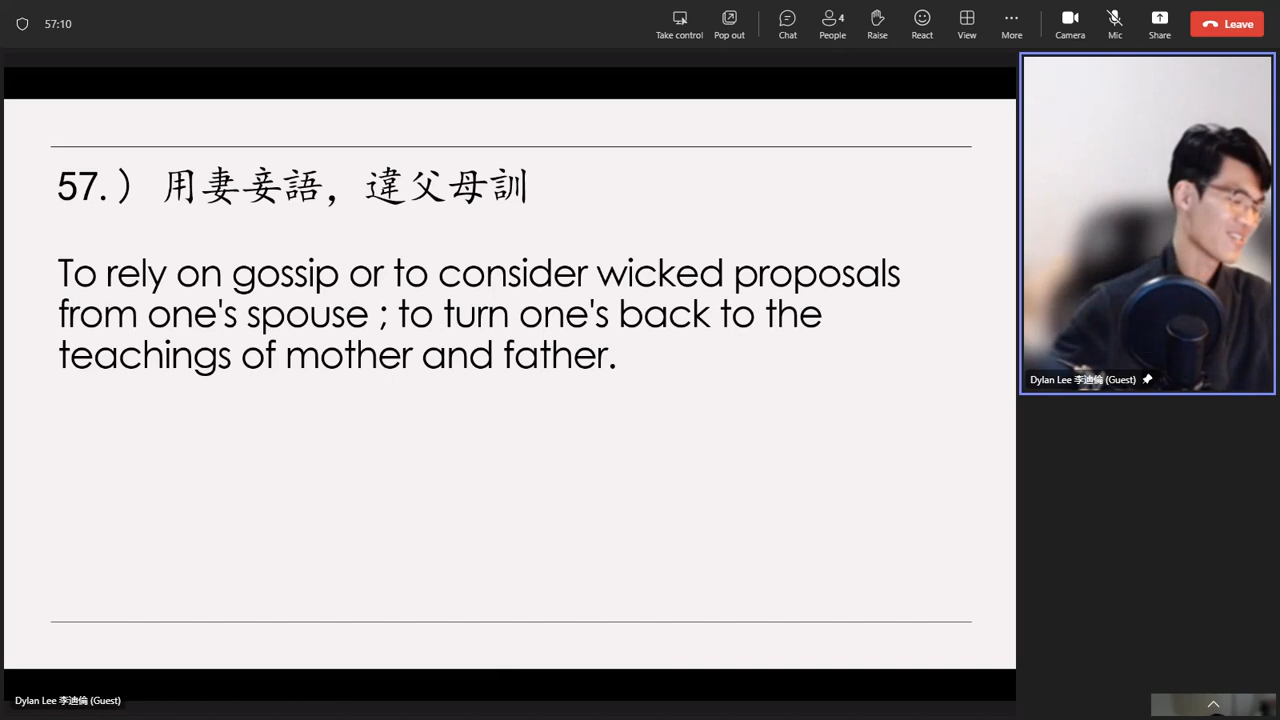 57:10
Take control
Pop out
Chat
4
People
Raise
React
View
More
Camera
Mic
Share
Leave
57. ） 用妻妾語，違父母訓
To rely on gossip or to consider wicked proposals
from one's spouse ; to turn one's back to the
teachings of mother and father.
Dylan Lee 李迪倫 (Guest)
Dylan Lee 李迪倫 (Guest)